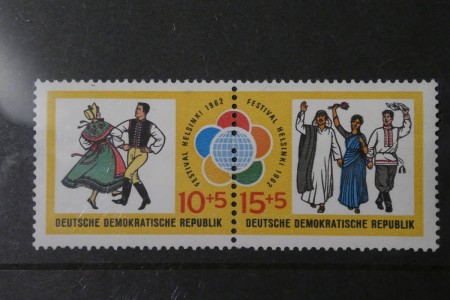 FESTIVAL HELSINKI 1962
10+5
DEUTSCHE DEMOKRATISCHE REPUBLIK
FESTIVAL HELSINKI 1962
15+5
DEUTSCHE DEMOKRATISCHE REPUBLIK